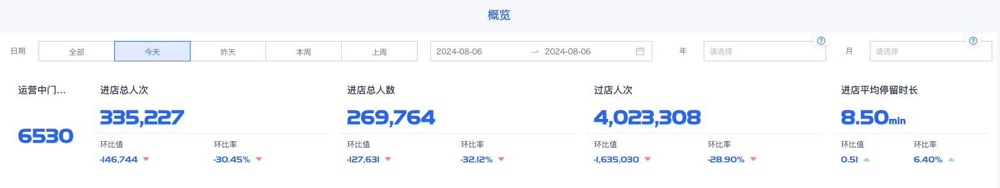 概览
日期 全部 今天 昨天 本周 上周 2024-08-06 2024-08-06 年 请选择 月 请选择
运营中门... 进店总人次 进店总人数 过店人次 进店平均停留时长
6530 335,227 269,764 4,023,308 8.50min
环比值 环比率 环比值 环比率 环比值 环比率 环比值 环比率
-146,744 -30.45% -127,631 -32.12% -1,635,030 -28.90% 0.51 6.40%